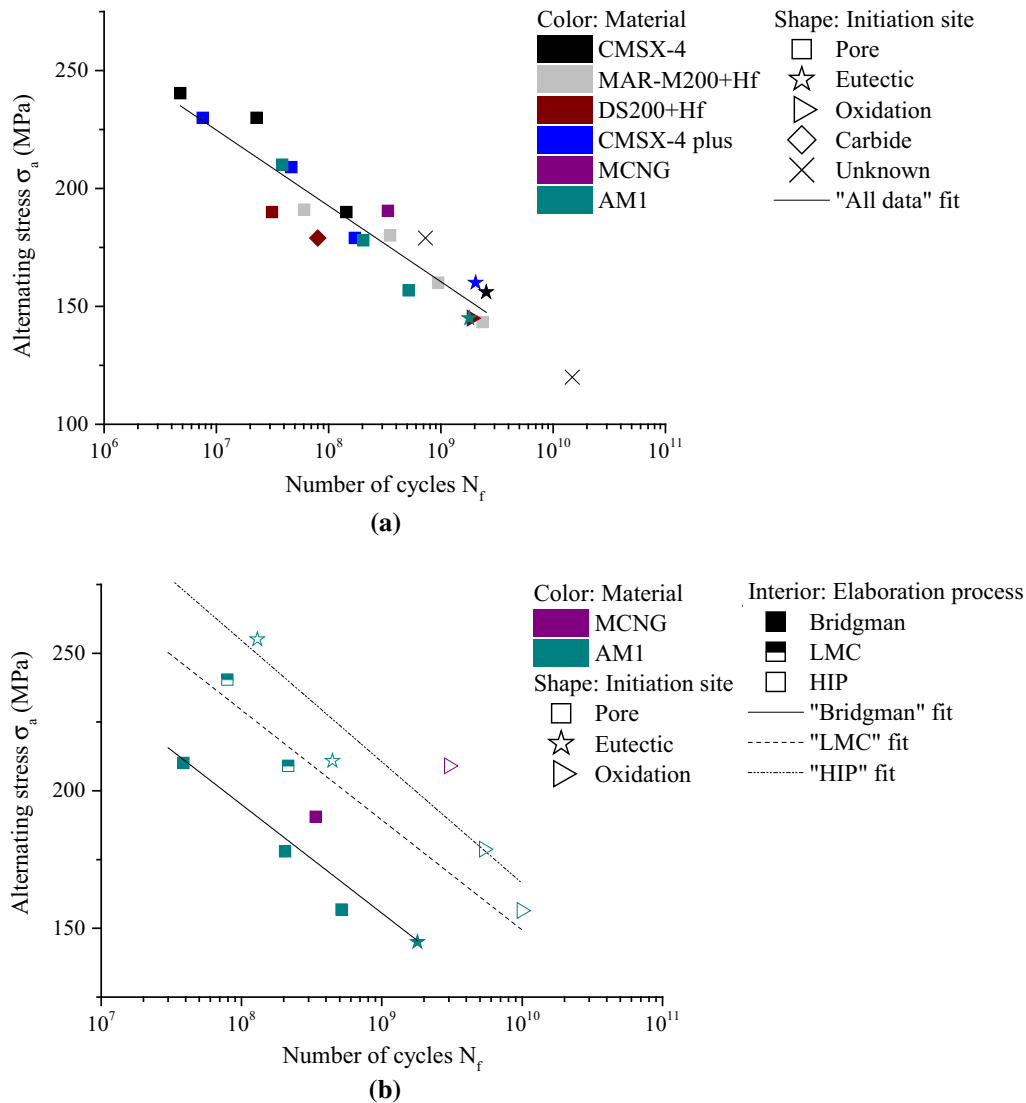 Color: Material
CMSX-4
MAR-M200+Hf
DS200+Hf
CMSX-4 plus
MCNG
AM1
Shape: Initiation site
Pore
Eutectic
Oxidation
Carbide
Unknown
"All data" fit
Alternating stress σa (MPa)
250
200
150
100
10^6 10^7 10^8 10^9 10^10 10^11
Number of cycles Nf
(a)
Color: Material
MCNG
AM1
Shape: Initiation site
Pore
Eutectic
Oxidation
Interior: Elaboration process
Bridgman
LMC
HIP
"Bridgman" fit
"LMC" fit
"HIP" fit
Alternating stress σa (MPa)
250
200
150
10^7 10^8 10^9 10^10 10^11
Number of cycles Nf
(b)